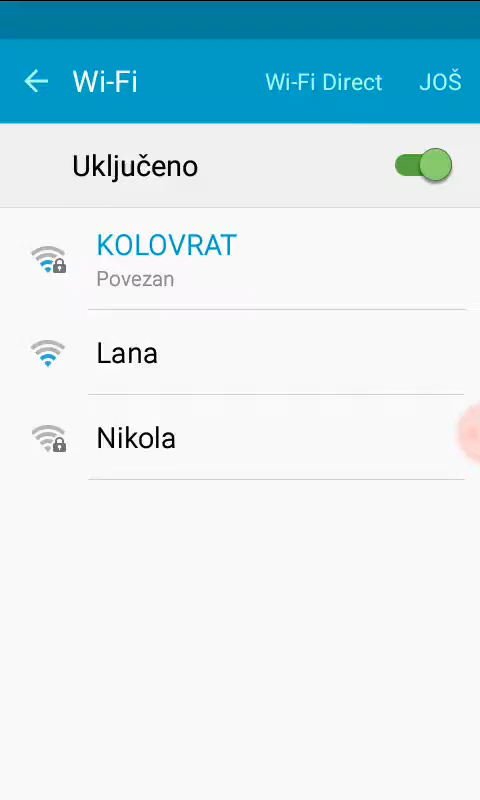 Wi-Fi Wi-Fi Direct JOŠ
Uključeno
KOLOVRAT
Povezan
Lana
Nikola